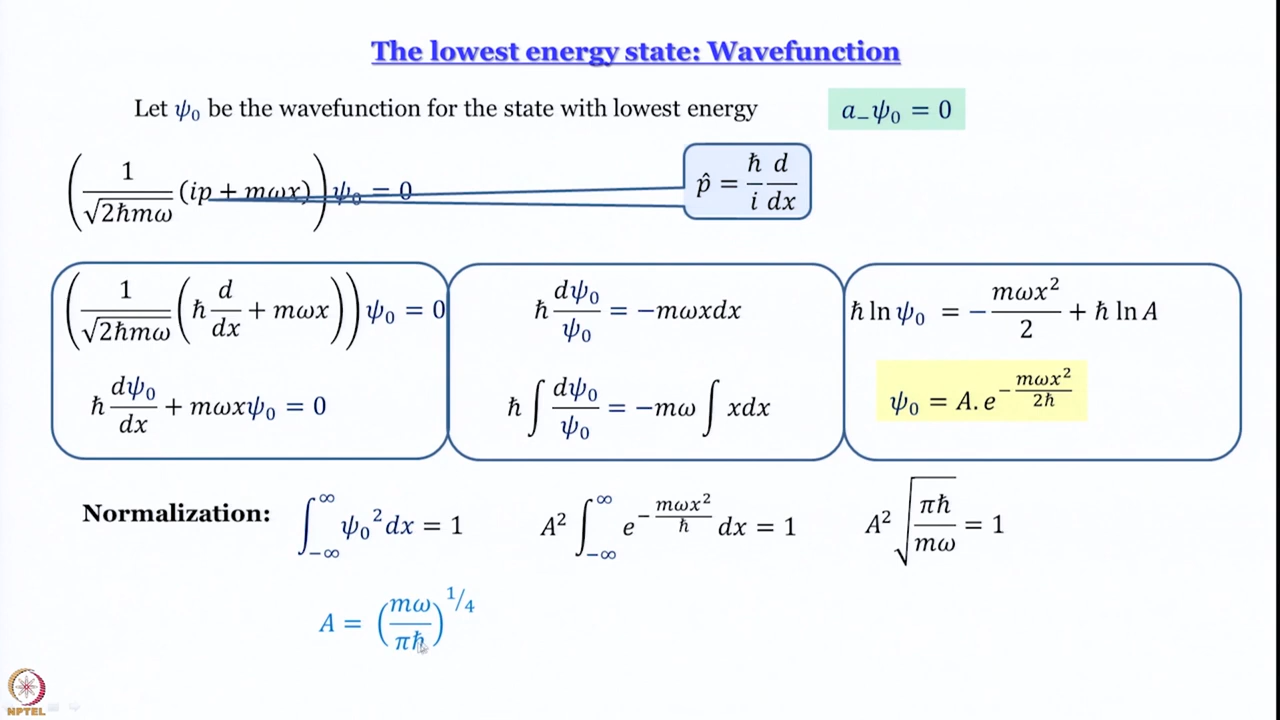 The lowest energy state: Wavefunction
Let ψ₀ be the wavefunction for the state with lowest energy
a₋ψ₀ = 0
(1/√(2ħmω) (ip + mωx)) ψ₀ = 0
p̂ = ħ/i d/dx
(1/√(2ħmω) (ħ d/dx + mωx)) ψ₀ = 0
ħ dψ₀/dx + mωxψ₀ = 0
ħ dψ₀/ψ₀ = −mωxdx
ħ ∫ dψ₀/ψ₀ = −mω ∫ xdx
ħ ln ψ₀ = − mωx²/2 + ħ ln A
ψ₀ = A. e^(−mωx²/2ħ)
Normalization: ∫_{−∞}^{∞} ψ₀² dx = 1
A² ∫_{−∞}^{∞} e^(−mωx²/ħ) dx = 1
A² √(πħ/mω) = 1
A = (mω/πħ)^(1/4)
NPTEL